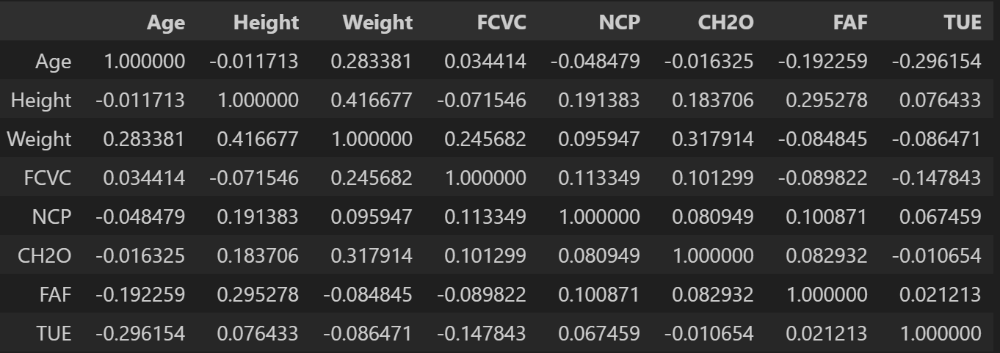 Age Height Weight FCVC NCP CH2O FAF TUE
Age 1.000000 -0.011713 0.283381 0.034414 -0.048479 -0.016325 -0.192259 -0.296154
Height -0.011713 1.000000 0.416677 -0.071546 0.191383 0.183706 0.295278 0.076433
Weight 0.283381 0.416677 1.000000 0.245682 0.095947 0.317914 -0.084845 -0.086471
FCVC 0.034414 -0.071546 0.245682 1.000000 0.113349 0.101299 -0.089822 -0.147843
NCP -0.048479 0.191383 0.095947 0.113349 1.000000 0.080949 0.100871 0.067459
CH2O -0.016325 0.183706 0.317914 0.101299 0.080949 1.000000 0.082932 -0.010654
FAF -0.192259 0.295278 -0.084845 -0.089822 0.100871 0.082932 1.000000 0.021213
TUE -0.296154 0.076433 -0.086471 -0.147843 0.067459 -0.010654 0.021213 1.000000